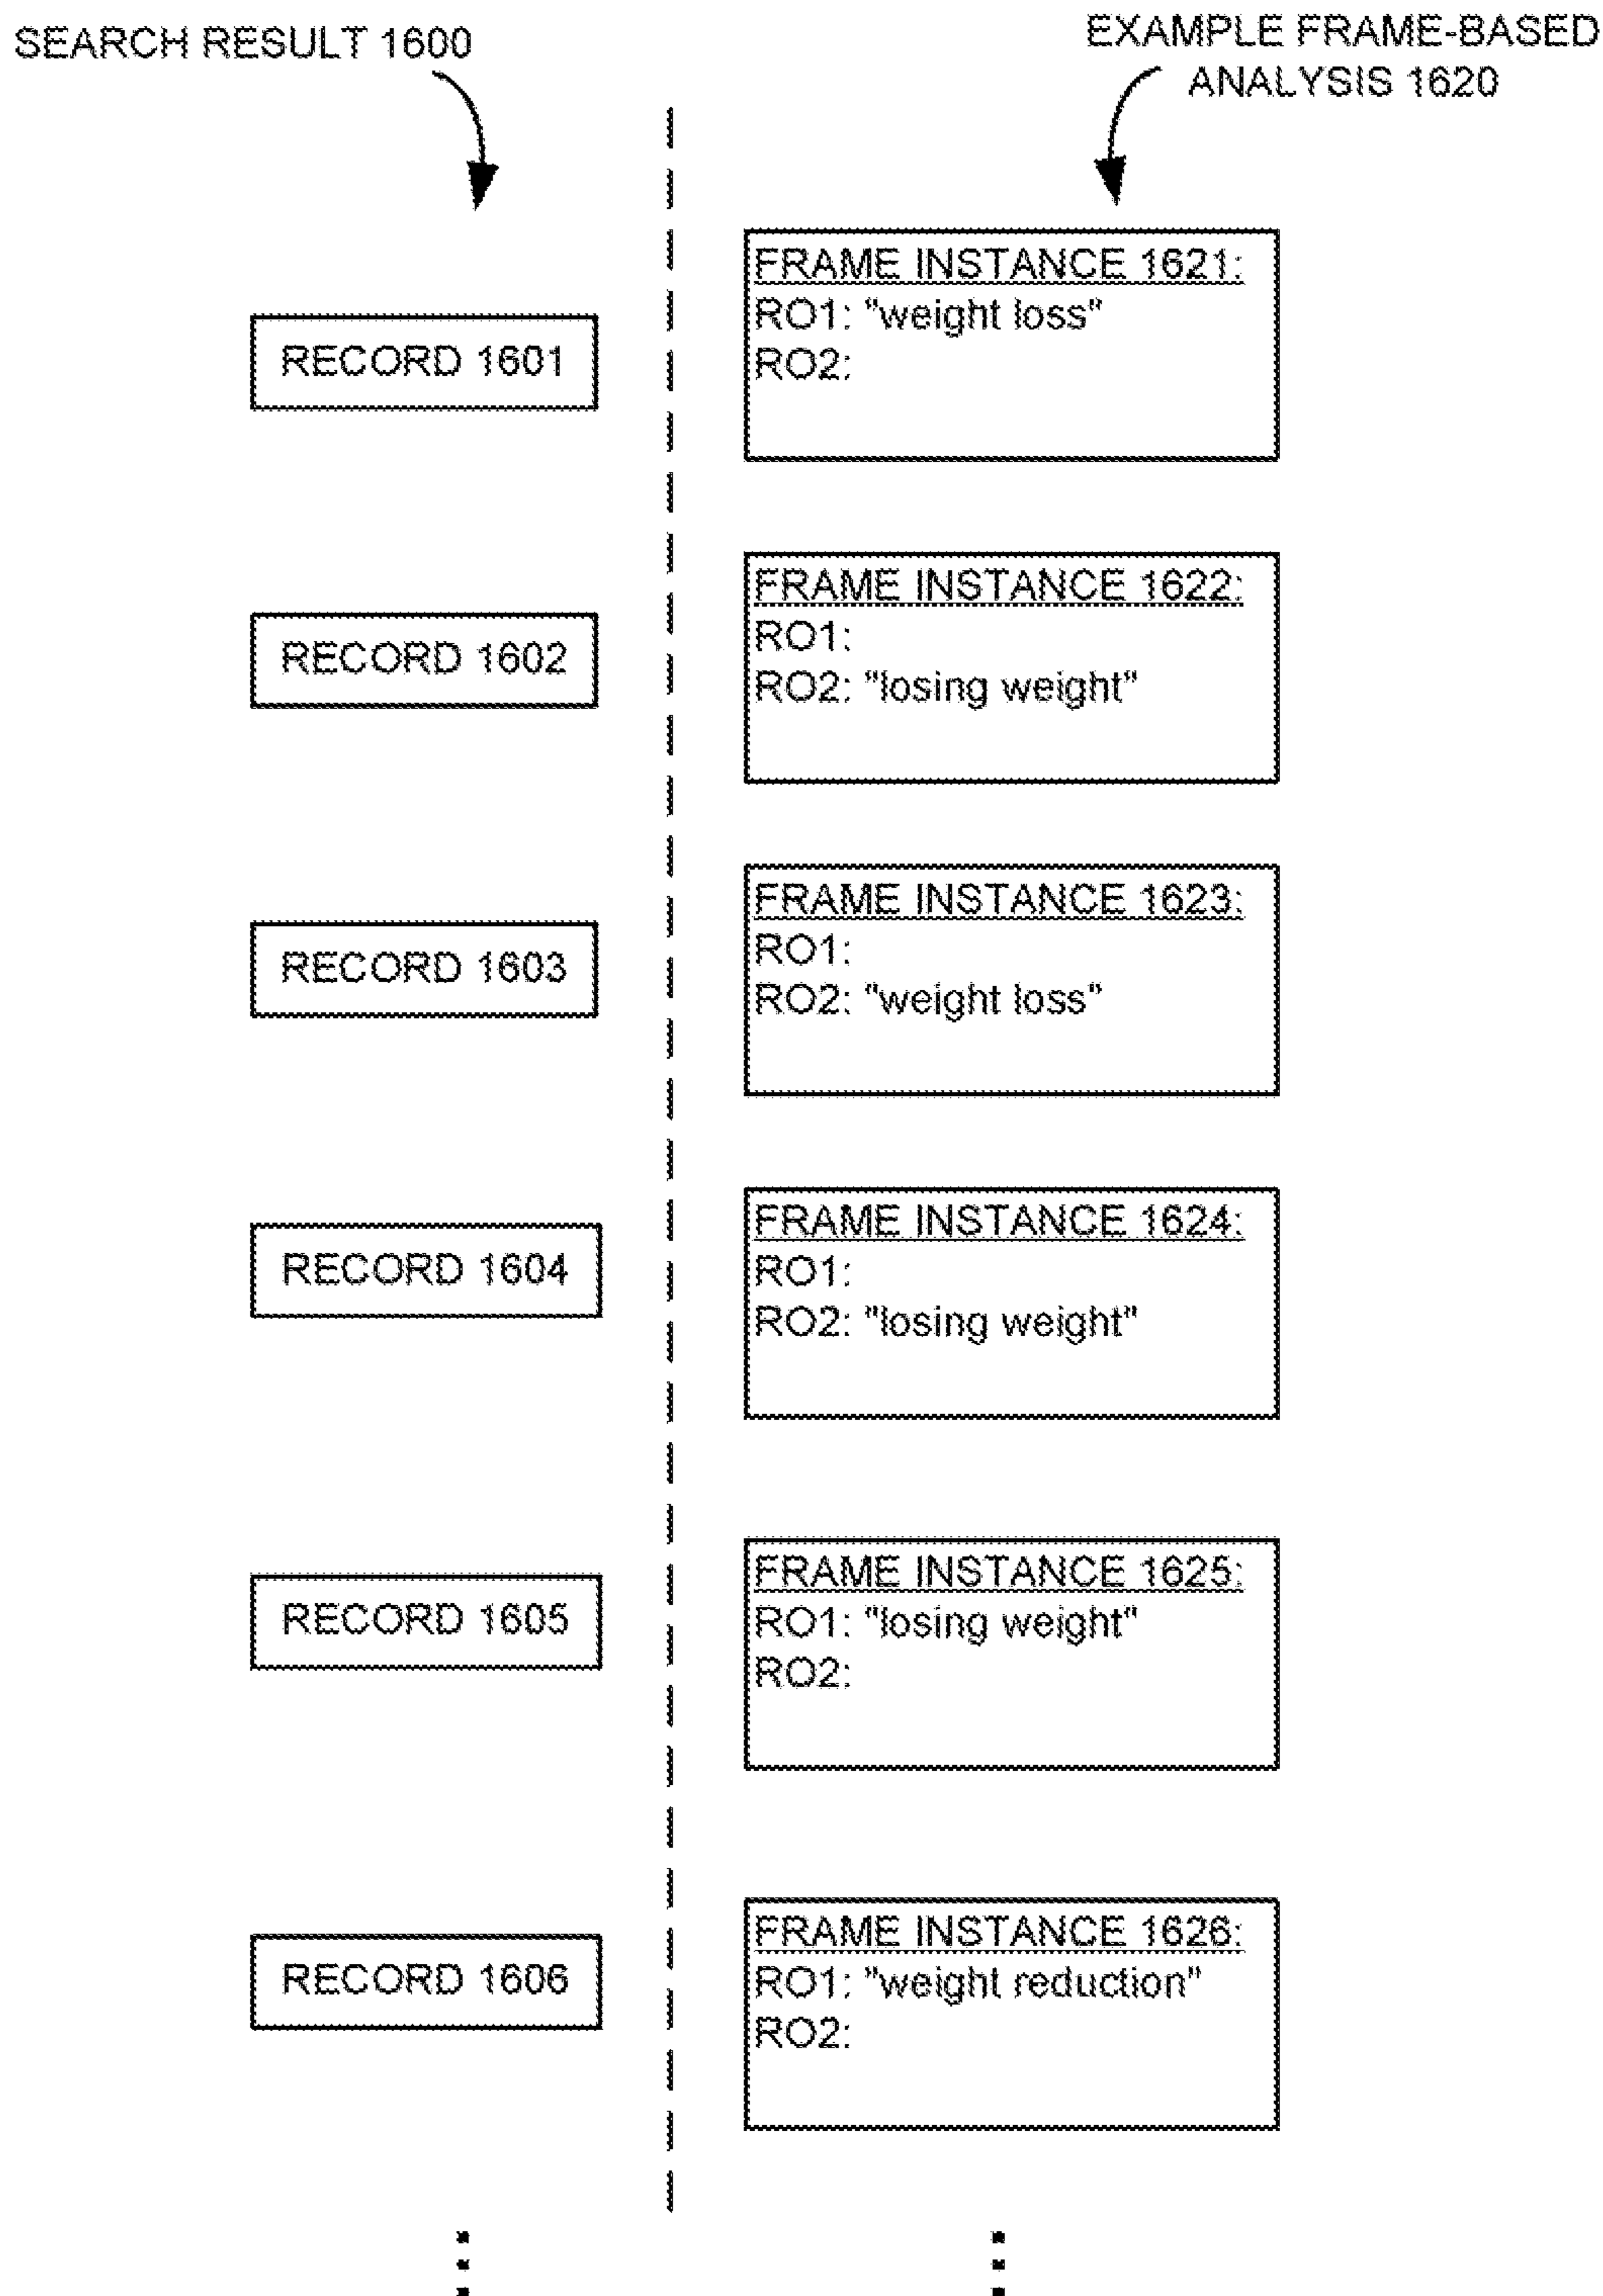 SEARCH RESULT 1600
EXAMPLE FRAME-BASED
ANALYSIS 1620
RECORD 1601
FRAME INSTANCE 1621:
RO1: "weight loss"
RO2:
RECORD 1602
FRAME INSTANCE 1622:
RO1:
RO2: "losing weight"
RECORD 1603
FRAME INSTANCE 1623:
RO1:
RO2: "weight loss"
RECORD 1604
FRAME INSTANCE 1624:
RO1:
RO2: "losing weight"
RECORD 1605
FRAME INSTANCE 1625:
RO1: "losing weight"
RO2:
RECORD 1606
FRAME INSTANCE 1626:
RO1: "weight reduction"
RO2: